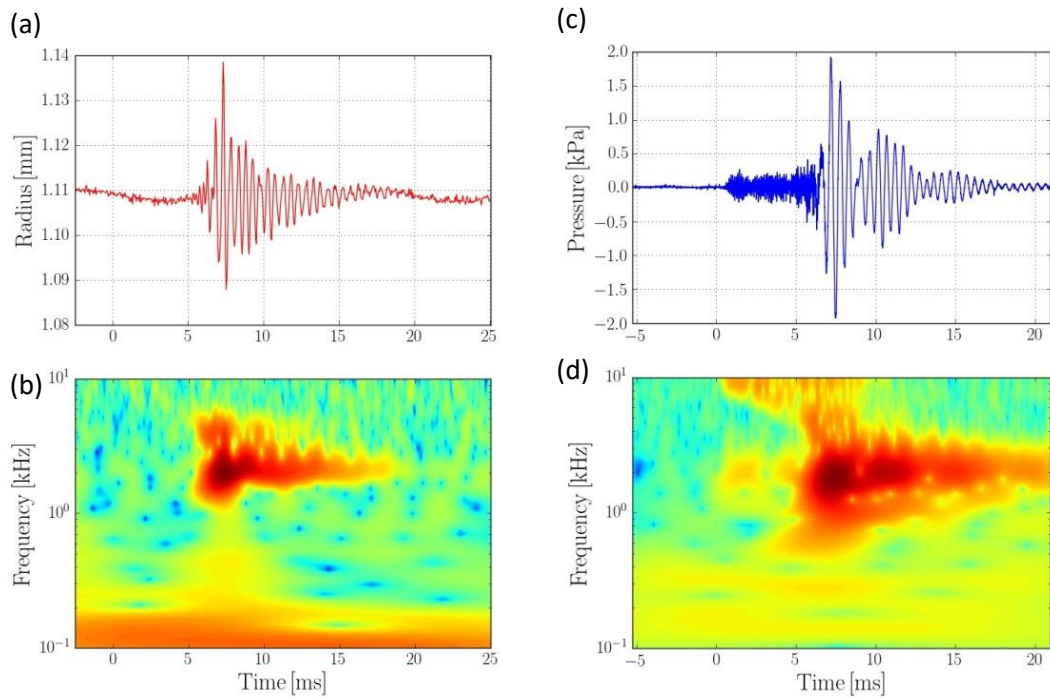 (a)
1.14
1.13
1.12
1.11
1.10
1.09
1.08
Radius [mm]
0 5 10 15 20 25
(b)
10¹
10⁰
10⁻¹
Frequency [kHz]
0 5 10 15 20 25
Time [ms]
(c)
2.0
1.5
1.0
0.5
0.0
−0.5
−1.0
−1.5
−2.0
Pressure [kPa]
−5 0 5 10 15 20
(d)
10¹
10⁰
10⁻¹
Frequency [kHz]
−5 0 5 10 15 20
Time [ms]